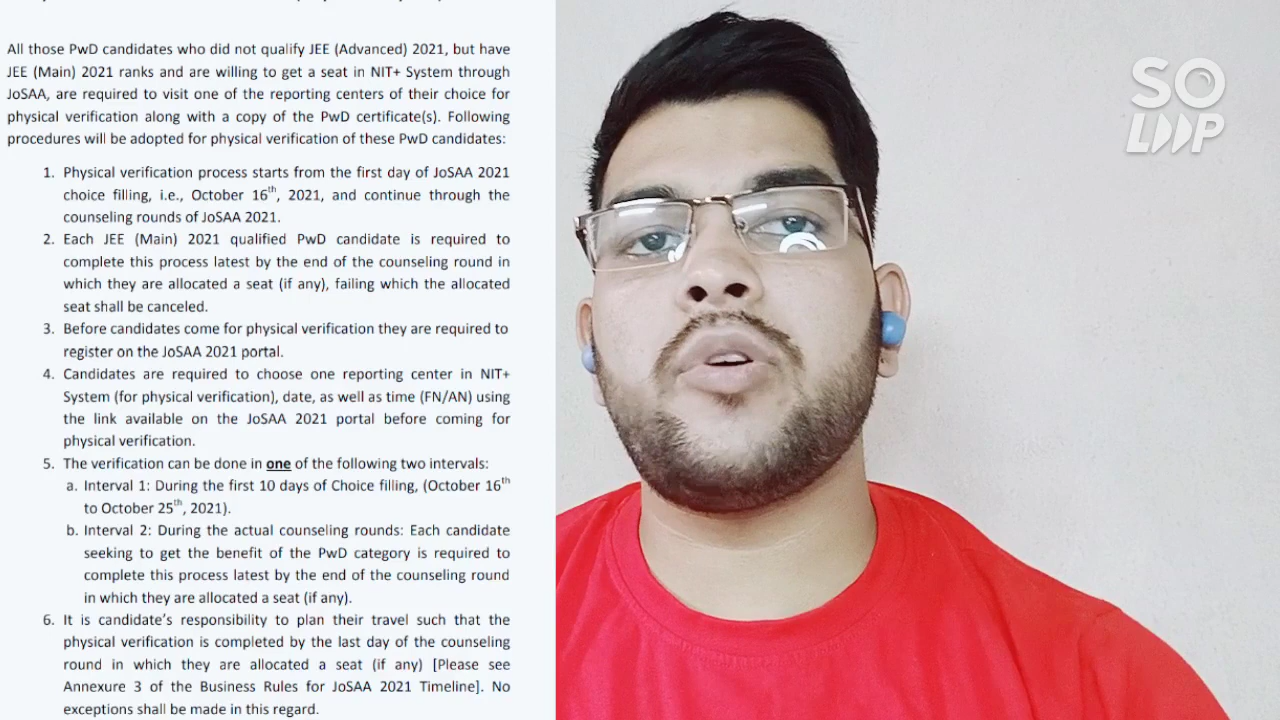 All those PwD candidates who did not qualify JEE (Advanced) 2021, but have
JEE (Main) 2021 ranks and are willing to get a seat in NIT+ System through
JoSAA, are required to visit one of the reporting centers of their choice for
physical verification along with a copy of the PwD certificate(s). Following
procedures will be adopted for physical verification of these PwD candidates:
1. Physical verification process starts from the first day of JoSAA 2021
choice filling, i.e., October 16th, 2021, and continue through the
counseling rounds of JoSAA 2021.
2. Each JEE (Main) 2021 qualified PwD candidate is required to
complete this process latest by the end of the counseling round in
which they are allocated a seat (if any), failing which the allocated
seat shall be canceled.
3. Before candidates come for physical verification they are required to
register on the JoSAA 2021 portal.
4. Candidates are required to choose one reporting center in NIT+
System (for physical verification), date, as well as time (FN/AN) using
the link available on the JoSAA 2021 portal before coming for
physical verification.
5. The verification can be done in one of the following two intervals:
a. Interval 1: During the first 10 days of Choice filling, (October 16th
to October 25th, 2021).
b. Interval 2: During the actual counseling rounds: Each candidate
seeking to get the benefit of the PwD category is required to
complete this process latest by the end of the counseling round
in which they are allocated a seat (if any).
6. It is candidate's responsibility to plan their travel such that the
physical verification is completed by the last day of the counseling
round in which they are allocated a seat (if any) [Please see
Annexure 3 of the Business Rules for JoSAA 2021 Timeline]. No
exceptions shall be made in this regard.
SO
LOOP